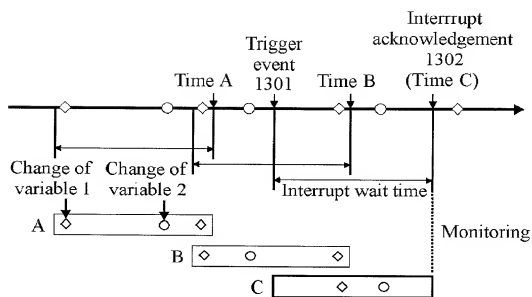 Interrrupt
acknowledgement
1302
(Time C)
Trigger
event
1301
Time A
Time B
Change of
variable 1
Change of
variable 2
Interrupt wait time
A
B
C
Monitoring